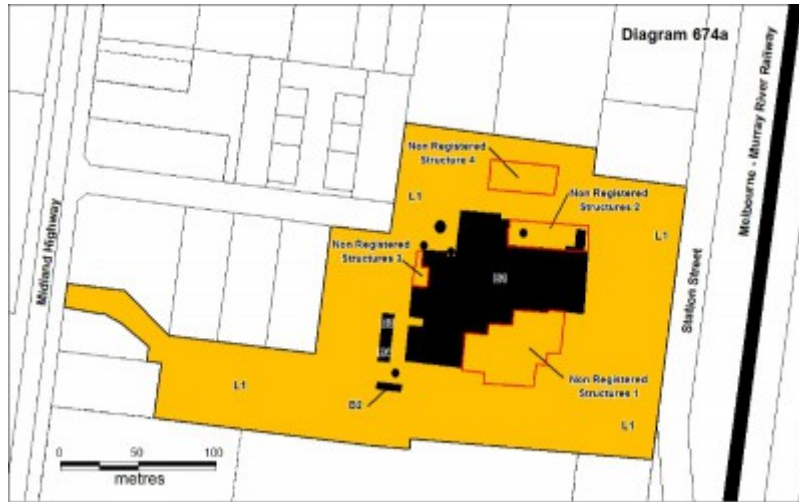 Diagram 674a
Melbourne - Murray River Railway
Non Registered
Structure 4
L1
Non Registered
Structures 2
L1
Non Registered
Structures 3
Midland Highway
Station Street
Non Registered
Structures 1
L1
B2
L1
0 50 100
metres